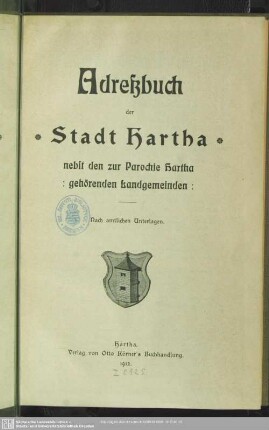 Adreßbuch
der
Stadt Hartha
nebst den zur Parochie Hartha
: gehörenden Landgemeinden :
Nach amtlichen Unterlagen.
Hartha.
Verlag von Otto Körner's Buchhandlung.